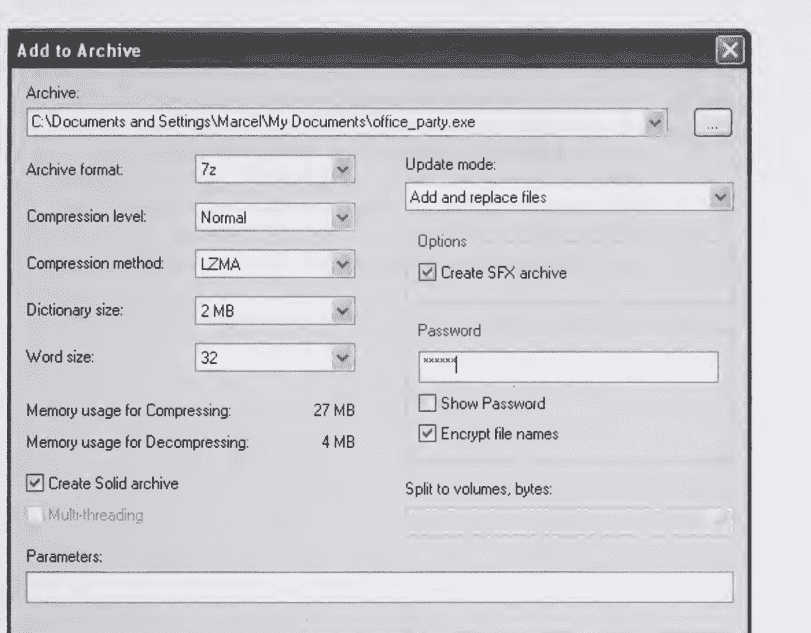 Add to Archive
Archive:
C:\Documents and Settings\Marcel\My Documents\office_party.exe
...
Archive format:
7z
Compression level:
Normal
Compression method:
LZMA
Dictionary size:
2 MB
Word size:
32
Memory usage for Compressing:
27 MB
Memory usage for Decompressing:
4 MB
Create Solid archive
Multi-threading
Update mode:
Add and replace files
Options
Create SFX archive
Password
******
Show Password
Encrypt file names
Split to volumes, bytes:
Parameters: